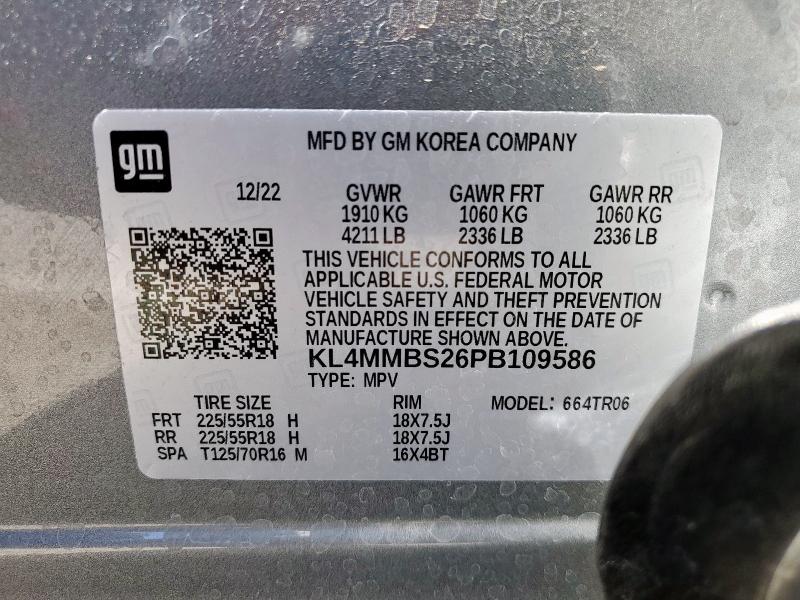 gm
MFD BY GM KOREA COMPANY
12/22 GVWR GAWR FRT GAWR RR
1910 KG 1060 KG 1060 KG
4211 LB 2336 LB 2336 LB
THIS VEHICLE CONFORMS TO ALL
APPLICABLE U.S. FEDERAL MOTOR
VEHICLE SAFETY AND THEFT PREVENTION
STANDARDS IN EFFECT ON THE DATE OF
MANUFACTURE SHOWN ABOVE.
KL4MMBS26PB109586
TYPE: MPV
TIRE SIZE RIM MODEL: 664TR06
FRT 225/55R18 H 18X7.5J
RR 225/55R18 H 18X7.5J
SPA T125/70R16 M 16X4BT